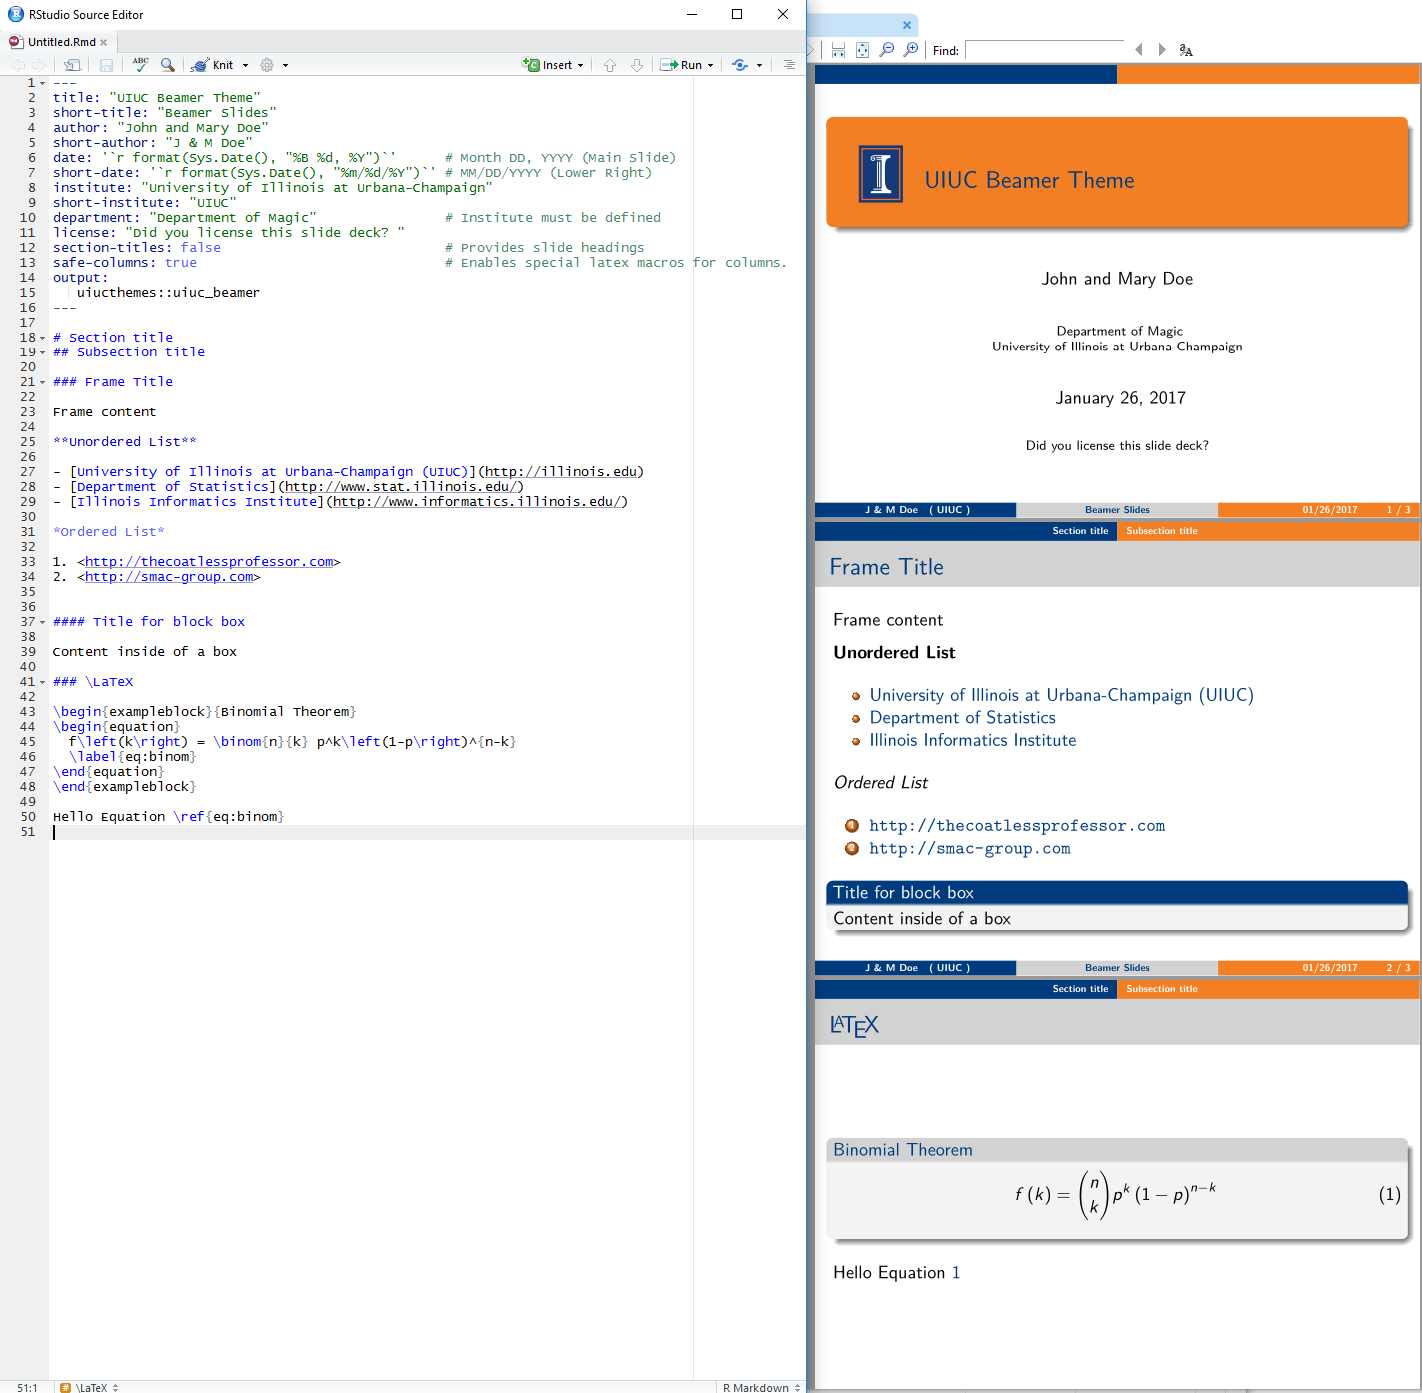 RStudio Source Editor
Untitled.Rmd
ABC Knit Insert Run
1 ---
2 title: "UIUC Beamer Theme"
3 short-title: "Beamer Slides"
4 author: "John and Mary Doe"
5 short-author: "J & M Doe"
6 date: '`r format(Sys.Date(), "%B %d, %Y")`' # Month DD, YYYY (Main Slide)
7 short-date: '`r format(Sys.Date(), "%m/%d/%Y")`' # MM/DD/YYYY (Lower Right)
8 institute: "University of Illinois at Urbana-Champaign"
9 short-institute: "UIUC"
10 department: "Department of Magic" # Institute must be defined
11 license: "Did you license this slide deck? "
12 section-titles: false # Provides slide headings
13 safe-columns: true # Enables special latex macros for columns.
14 output:
15 uiucthemes::uiuc_beamer
16 ---
17
18 # Section title
19 ## Subsection title
20
21 ### Frame Title
22
23 Frame content
24
25 **Unordered List**
26
27 - [University of Illinois at Urbana-Champaign (UIUC)](http://illinois.edu)
28 - [Department of Statistics](http://www.stat.illinois.edu/)
29 - [Illinois Informatics Institute](http://www.informatics.illinois.edu/)
30
31 *Ordered List*
32
33 1. <http://thecoatlessprofessor.com>
34 2. <http://smac-group.com>
35
36
37 #### Title for block box
38
39 Content inside of a box
40
41 ### \LaTeX
42
43 \begin{exampleblock}{Binomial Theorem}
44 \begin{equation}
45 f\left(k\right) = \binom{n}{k} p^k\left(1-p\right)^{n-k}
46 \label{eq:binom}
47 \end{equation}
48 \end{exampleblock}
49
50 Hello Equation \ref{eq:binom}
51
51:1 # \LaTeX R Markdown
Find:
I UIUC Beamer Theme
John and Mary Doe
Department of Magic
University of Illinois at Urbana-Champaign
January 26, 2017
Did you license this slide deck?
J & M Doe ( UIUC ) Beamer Slides 01/26/2017 1 / 3
Section title Subsection title
Frame Title
Frame content
Unordered List
University of Illinois at Urbana-Champaign (UIUC)
Department of Statistics
Illinois Informatics Institute
Ordered List
1 http://thecoatlessprofessor.com
2 http://smac-group.com
Title for block box
Content inside of a box
J & M Doe ( UIUC ) Beamer Slides 01/26/2017 2 / 3
Section title Subsection title
LATEX
Binomial Theorem
f (k) = (n k) p^k (1 − p)^{n−k} (1)
Hello Equation 1